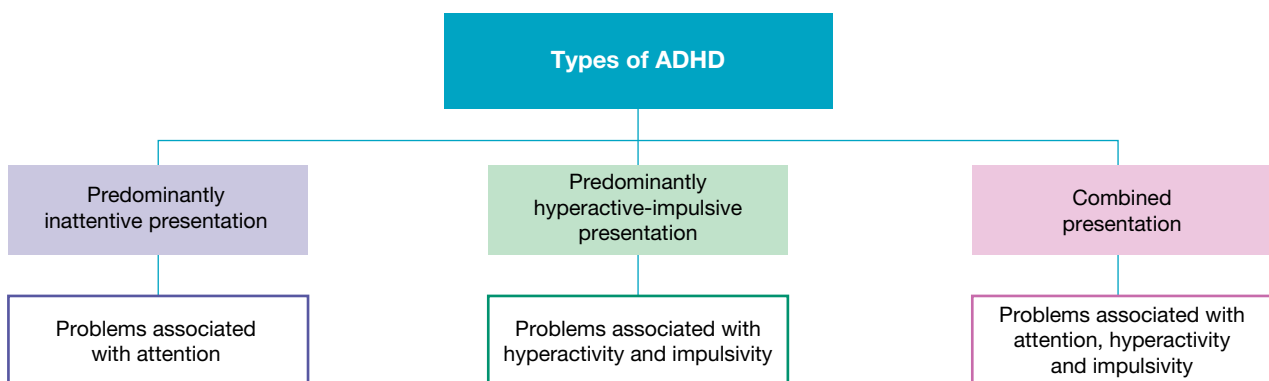 Types of ADHD
Predominantly
inattentive presentation
Predominantly
hyperactive-impulsive
presentation
Combined
presentation
Problems associated
with attention
Problems associated with
hyperactivity and impulsivity
Problems associated with
attention, hyperactivity
and impulsivity